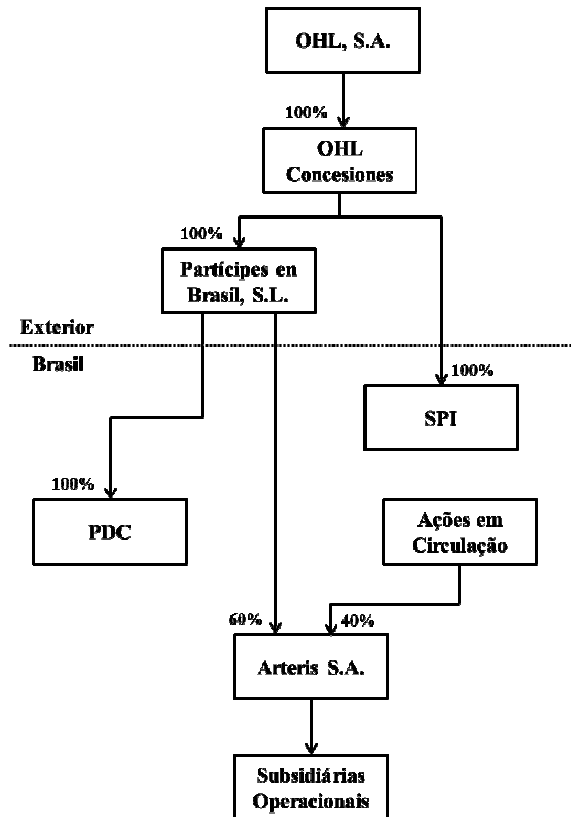 OHL, S.A.
100%
OHL
Concesiones
100%
Partícipes en
Brasil, S.L.
Exterior
Brasil
100%
SPI
100%
PDC
Ações em
Circulação
60%
40%
Arteris S.A.
Subsidiárias
Operacionais